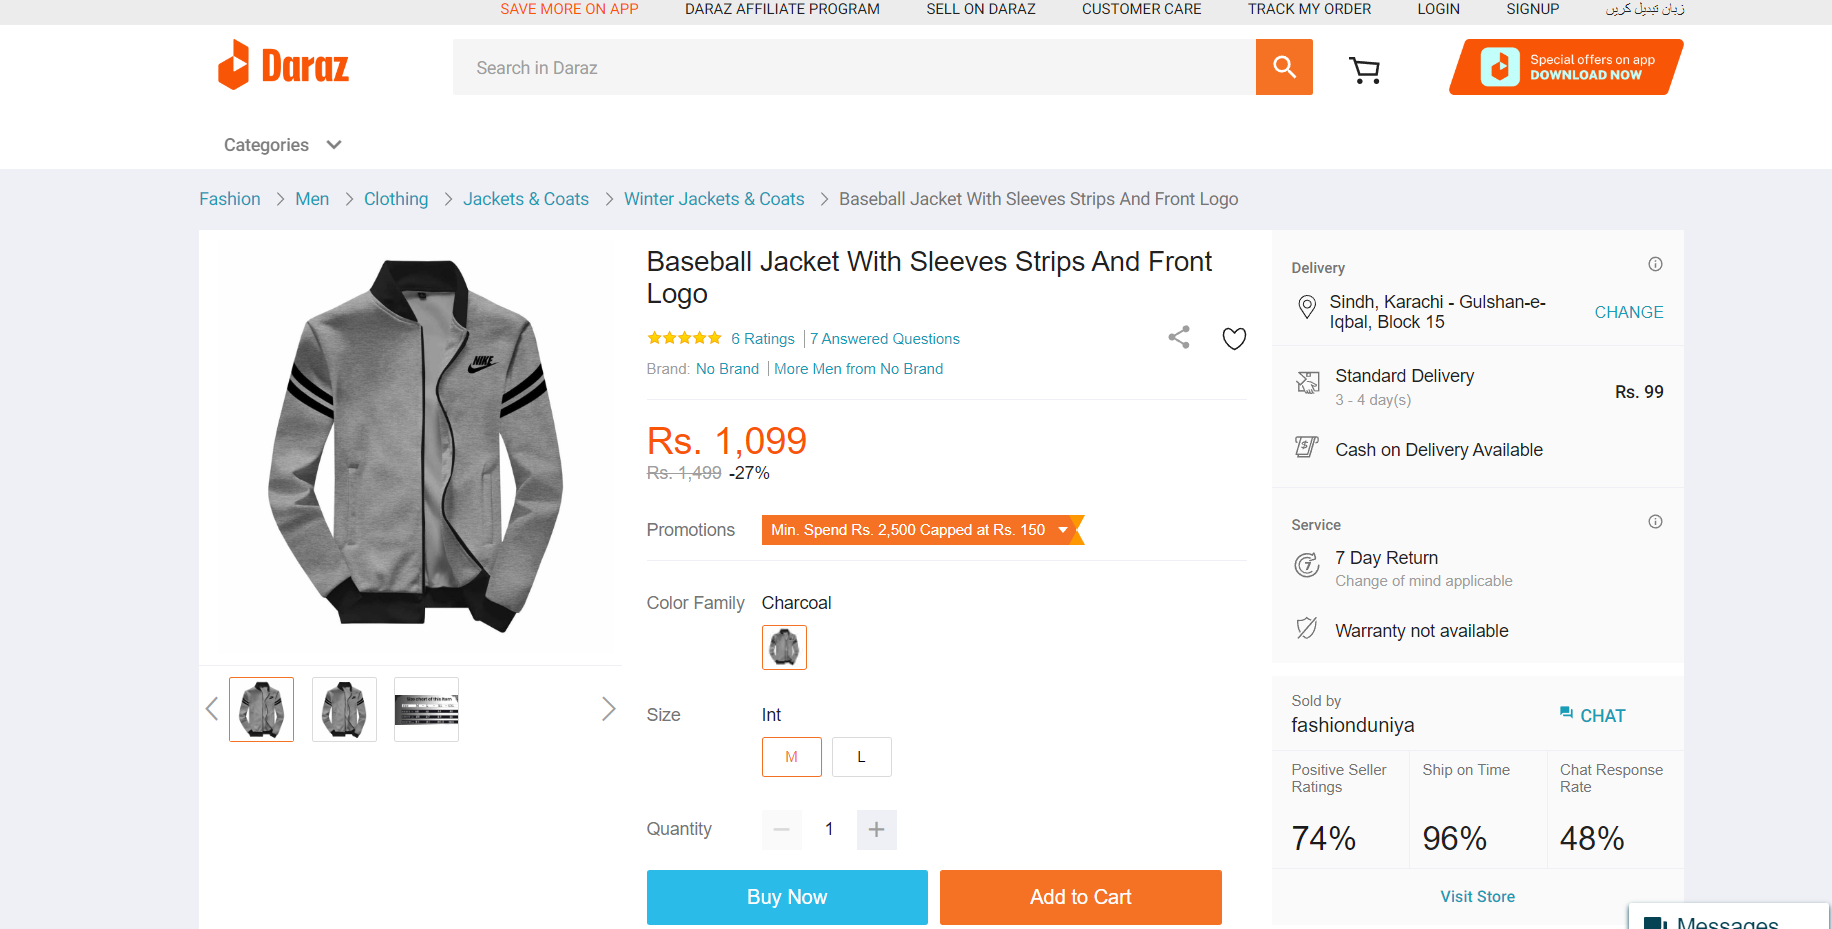 SAVE MORE ON APP
DARAZ AFFILIATE PROGRAM
SELL ON DARAZ
CUSTOMER CARE
TRACK MY ORDER
LOGIN
SIGNUP
زبان تبدیل کریں
Daraz
Search in Daraz
Special offers on app
DOWNLOAD NOW
Categories
Fashion > Men > Clothing > Jackets & Coats > Winter Jackets & Coats > Baseball Jacket With Sleeves Strips And Front Logo
NIKE
Baseball Jacket With Sleeves Strips And Front
Logo
6 Ratings | 7 Answered Questions
Brand: No Brand | More Men from No Brand
Rs. 1,099
Rs. 1,499 -27%
Promotions
Min. Spend Rs. 2,500 Capped at Rs. 150
Color Family
Charcoal
Size
Int
M
L
Quantity
1
Buy Now
Add to Cart
Delivery
Sindh, Karachi - Gulshan-e-
Iqbal, Block 15
CHANGE
Standard Delivery
3 - 4 day(s)
Rs. 99
Cash on Delivery Available
Service
7 Day Return
Change of mind applicable
Warranty not available
Sold by
fashionduniya
CHAT
Positive Seller
Ratings
74%
Ship on Time
96%
Chat Response
Rate
48%
Visit Store
Messages